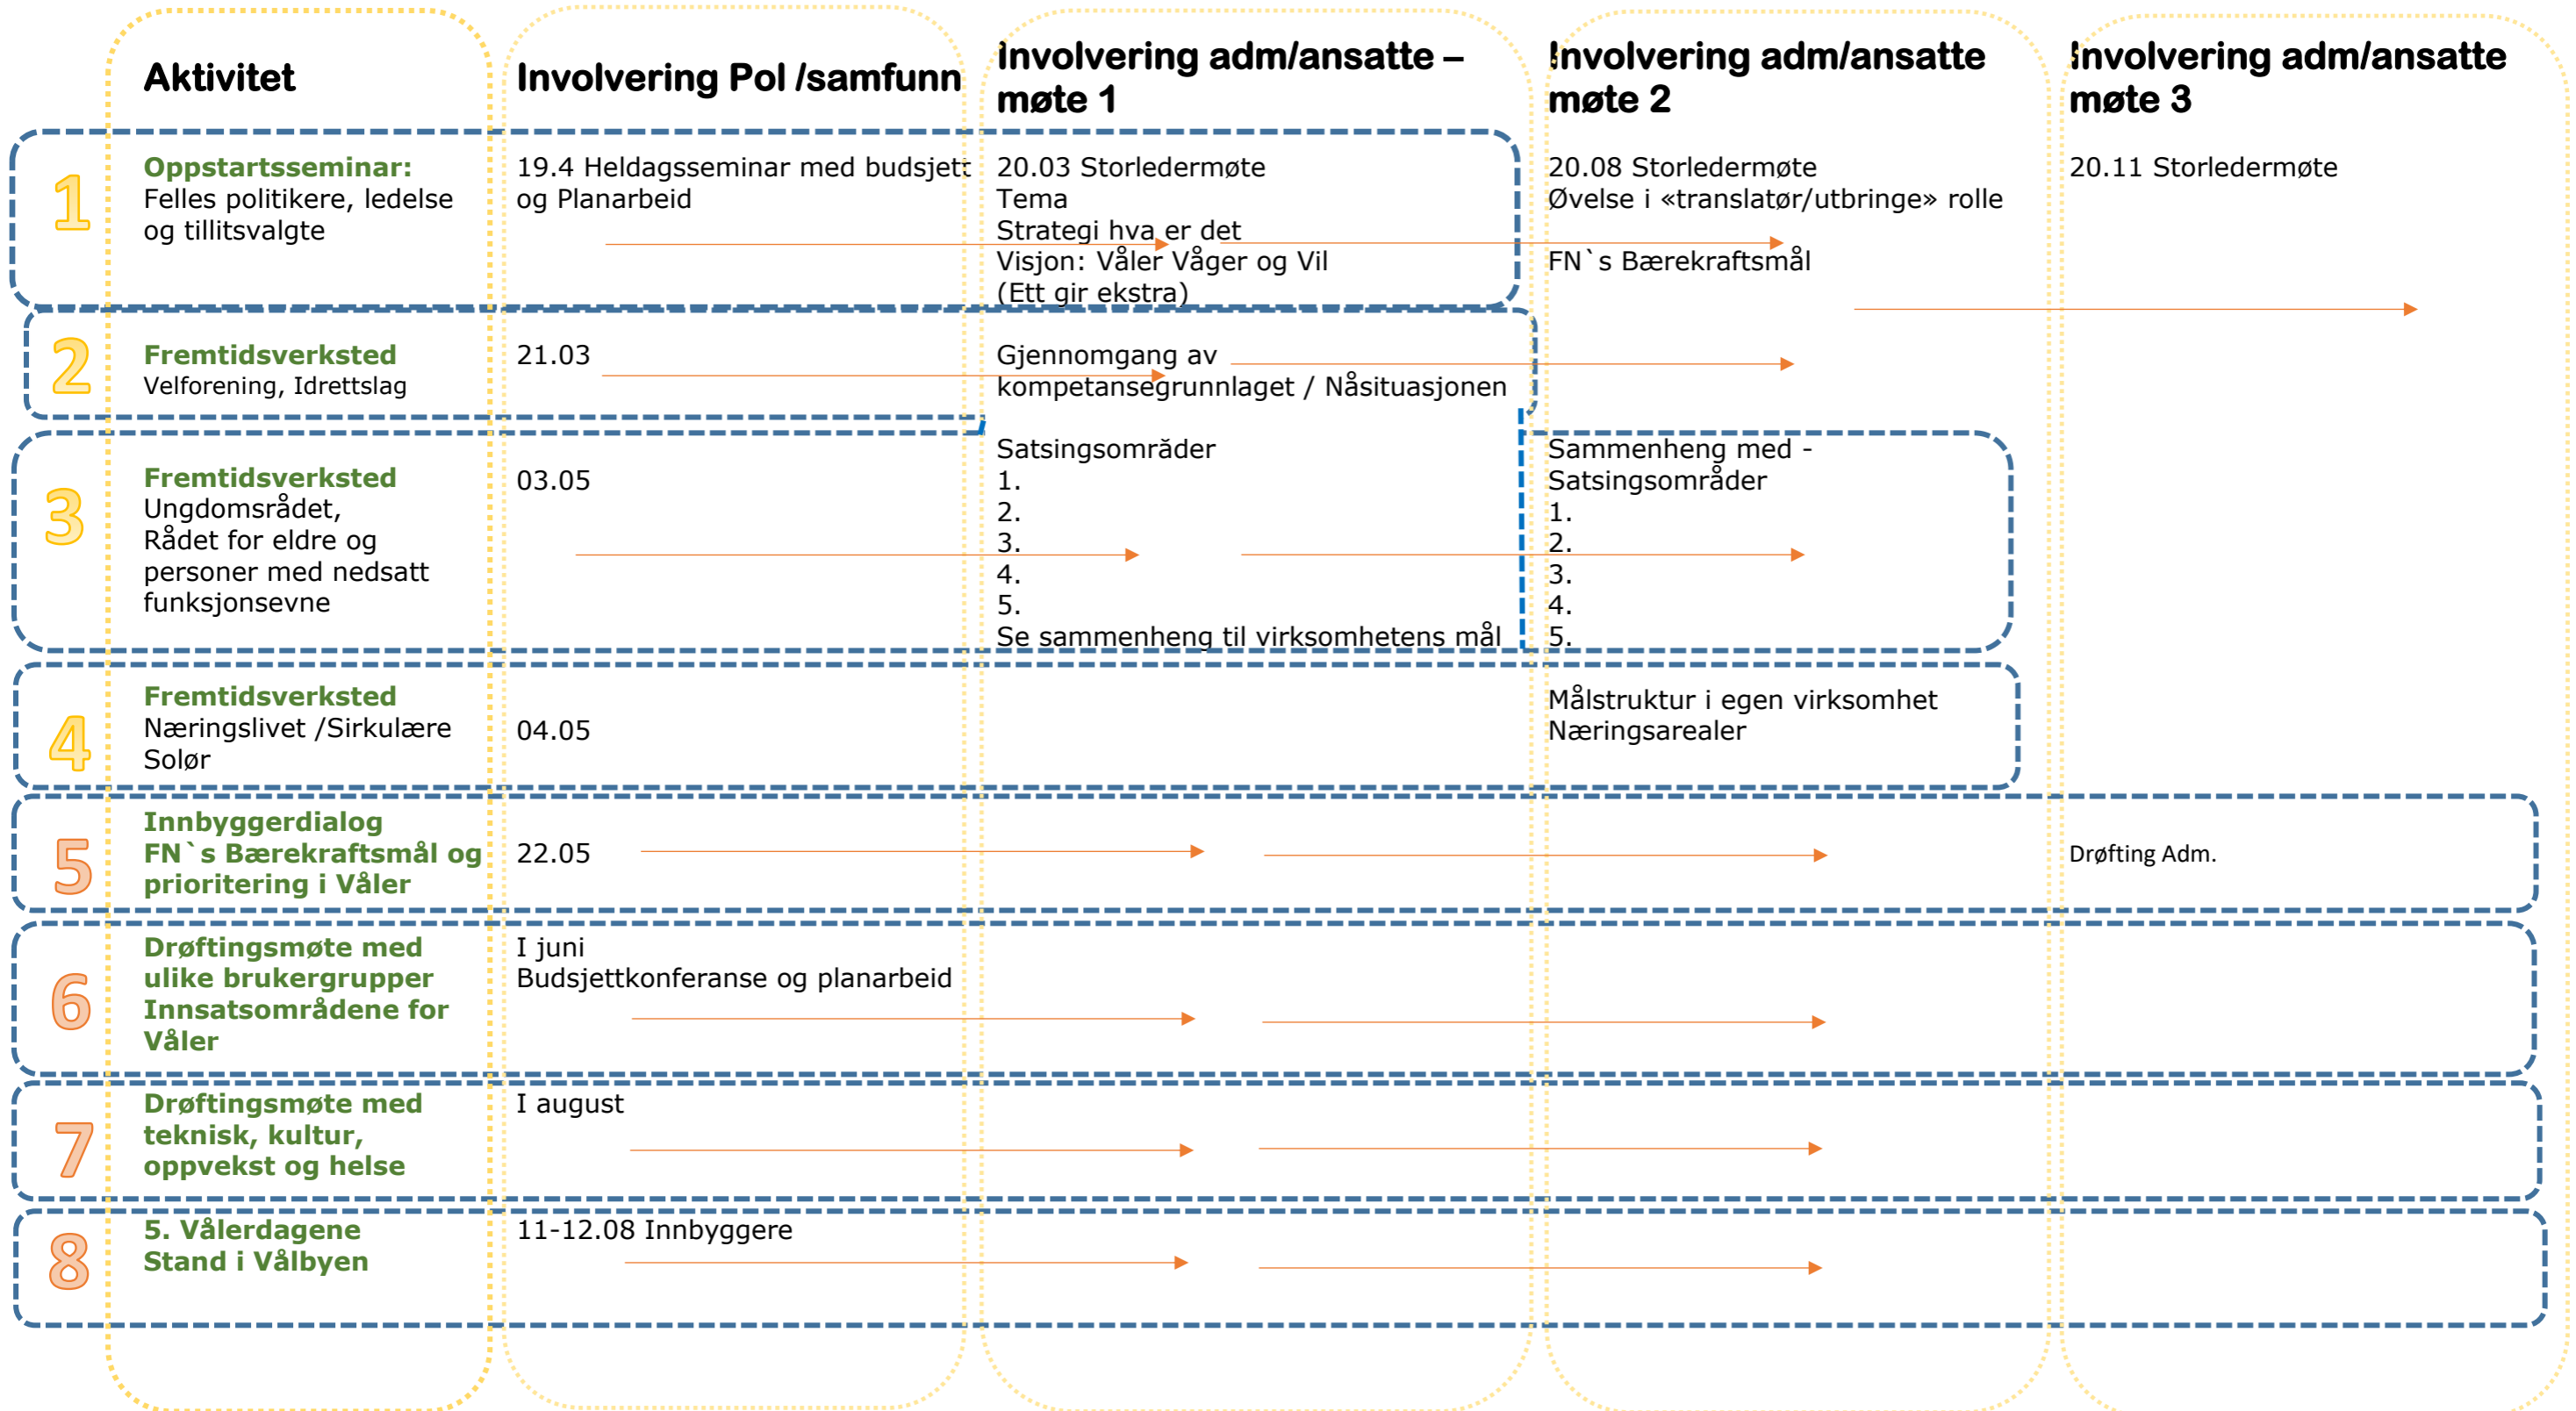 Aktivitet
Involvering Pol /samfunn
Involvering adm/ansatte –
møte 1
Involvering adm/ansatte
møte 2
Involvering adm/ansatte
møte 3
1
Oppstartsseminar:
Felles politikere, ledelse
og tillitsvalgte
19.4 Heldagsseminar med budsjett
og Planarbeid
20.03 Storledermøte
Tema
Strategi hva er det
Visjon: Våler Våger og Vil
(Ett gir ekstra)
20.08 Storledermøte
Øvelse i «translatør/utbringe» rolle
FN`s Bærekraftsmål
20.11 Storledermøte
2
Fremtidsverksted
Velforening, Idrettslag
21.03
Gjennomgang av
kompetansegrunnlaget / Nåsituasjonen
3
Fremtidsverksted
Ungdomsrådet,
Rådet for eldre og
personer med nedsatt
funksjonsevne
03.05
Satsingsområder
1.
2.
3.
4.
5.
Se sammenheng til virksomhetens mål
Sammenheng med -
Satsingsområder
1.
2.
3.
4.
5.
4
Fremtidsverksted
Næringslivet /Sirkulære
Solør
04.05
Målstruktur i egen virksomhet
Næringsarealer
5
Innbyggerdialog
FN`s Bærekraftsmål og
prioritering i Våler
22.05
Drøfting Adm.
6
Drøftingsmøte med
ulike brukergrupper
Innsatsområdene for
Våler
I juni
Budsjettkonferanse og planarbeid
7
Drøftingsmøte med
teknisk, kultur,
oppvekst og helse
I august
8
5. Vålerdagene
Stand i Vålbyen
11-12.08 Innbyggere